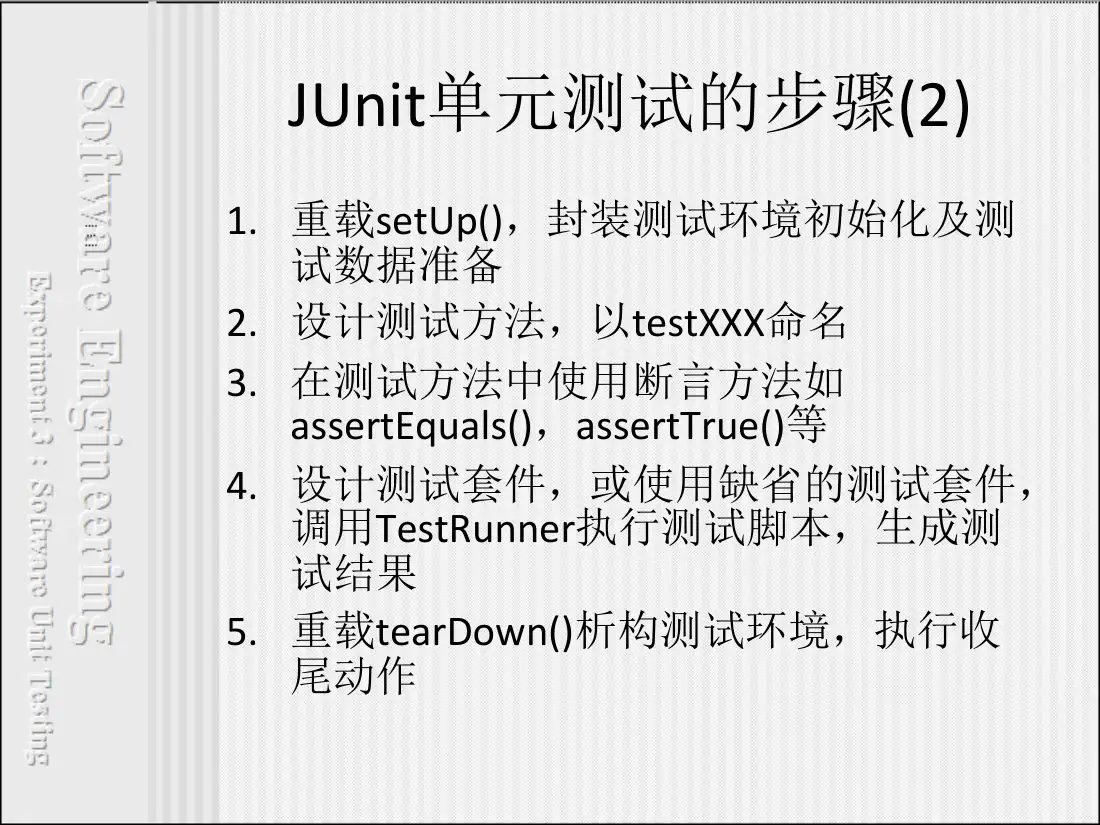 JUnit单元测试的步骤(2)
1. 重载setUp()，封装测试环境初始化及测
试数据准备
2. 设计测试方法，以testXXX命名
3. 在测试方法中使用断言方法如
assertEquals()，assertTrue()等
4. 设计测试套件，或使用缺省的测试套件，
调用TestRunner执行测试脚本，生成测
试结果
5. 重载tearDown()析构测试环境，执行收
尾动作
Software Engineering
Experiment3 : Software Unit Testing